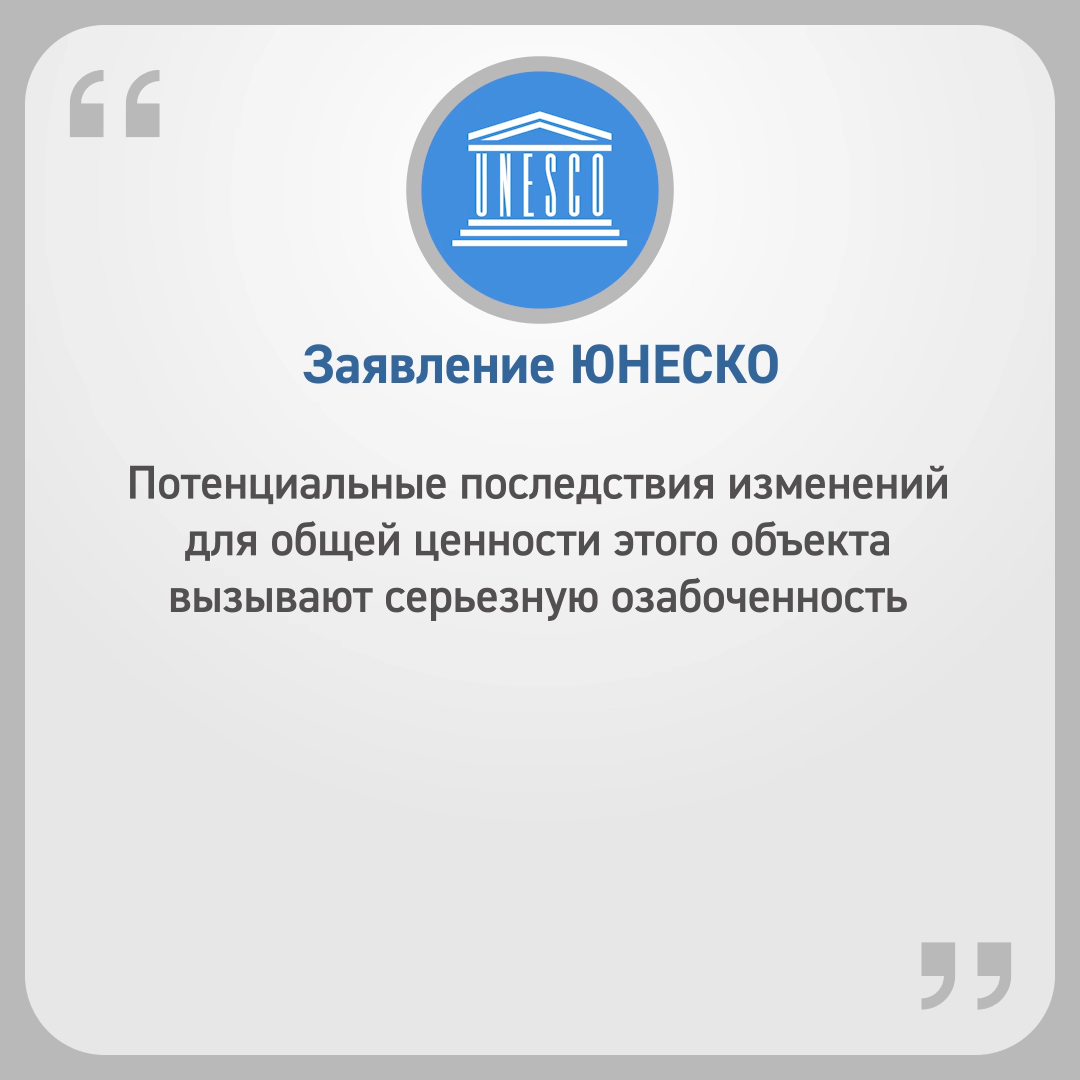 “
UNESCO
Заявление ЮНЕСКО
Потенциальные последствия изменений
для общей ценности этого объекта
вызывают серьезную озабоченность
”